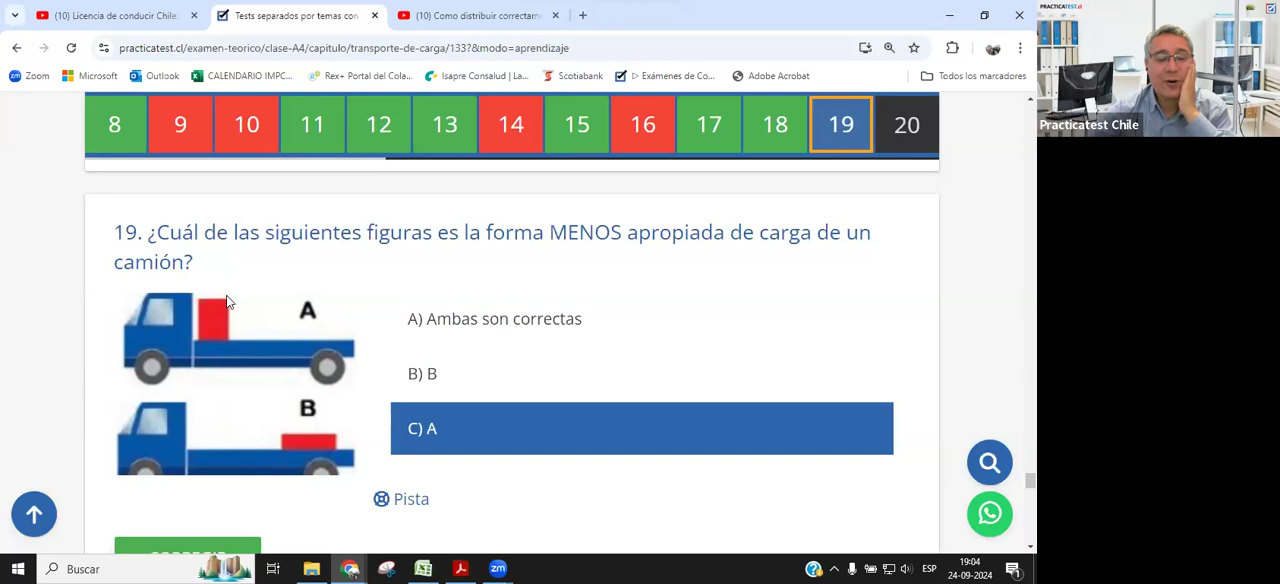 (10) Licencia de conducir Chile:
Tests separados por temas con
(10) Como distribuir correctame
practicatest.cl/examen-teorico/clase-A4/capitulo/transporte-de-carga/133?&modo=aprendizaje
Zoom
Microsoft
Outlook
CALENDARIO IMPC...
Rex+ Portal del Cola...
Isapre Consalud | La...
Scotiabank
▷ Exámenes de Co...
Adobe Acrobat
Todos los marcadores
PRACTICATEST.cl
Practicatest Chile
8 9 10 11 12 13 14 15 16 17 18 19 20
19. ¿Cuál de las siguientes figuras es la forma MENOS apropiada de carga de un
camión?
A
B
A) Ambas son correctas
B) B
C) A
Pista
CORREGIR
Buscar
ESP
19:04
24-09-2024